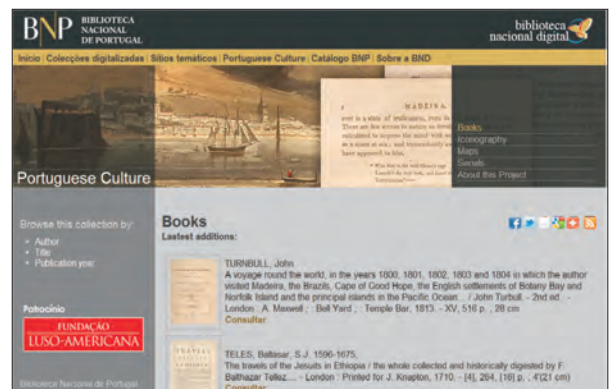 BNP BIBLIOTECA
NACIONAL
DE PORTUGAL
biblioteca
nacional digital
Início | Colecções digitalizadas | Sítios temáticos | Portuguese Culture | Catálogo BNP | Sobre a BND
MADEIRA.
Books
Iconography
Maps
Serials
About this Project
Portuguese Culture
Browse this collection by:
Author
Title
Publication year
Patrocínio
FUNDAÇÃO
LUSO-AMERICANA
Biblioteca Nacional de Portugal
Books
Lastest additions:
TURNBULL, John
A voyage round the world, in the years 1800, 1801, 1802, 1803 and 1804 in which the author
visited Madeira, the Brazils, Cape of Good Hope, the English settlements of Botany Bay and
Norfolk Island and the principal islands in the Pacific Ocean... / John Turbull. - 2nd ed. -
London : A. Maxwell ; : Bell Yard ; : Temple Bar, 1813. - XV, 516 p. ; 28 cm
Consultar
TELES, Baltasar, S.J. 1596-1675,
The travels of the Jesuits in Ethiopia / the whole collected and historically digested by F.
Balthazar Tellez.... - London : Printed for J. Knapton, 1710. - [4], 264, [16] p. ; 4º(21 cm)
Consultar